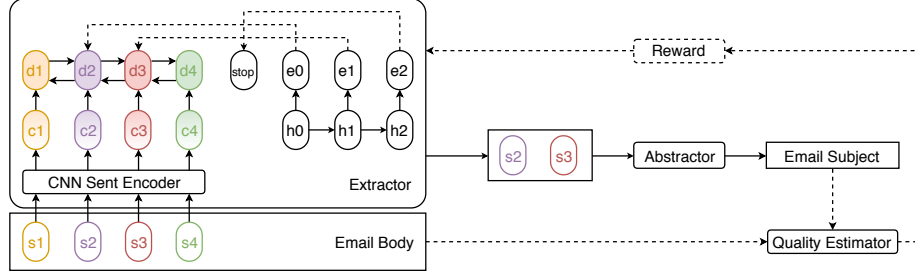 d1 d2 d3 d4 stop e0 e1 e2 Reward
c1 c2 c3 c4 h0 h1 h2
s2 s3 Abstractor Email Subject
CNN Sent Encoder Extractor
s1 s2 s3 s4 Email Body Quality Estimator